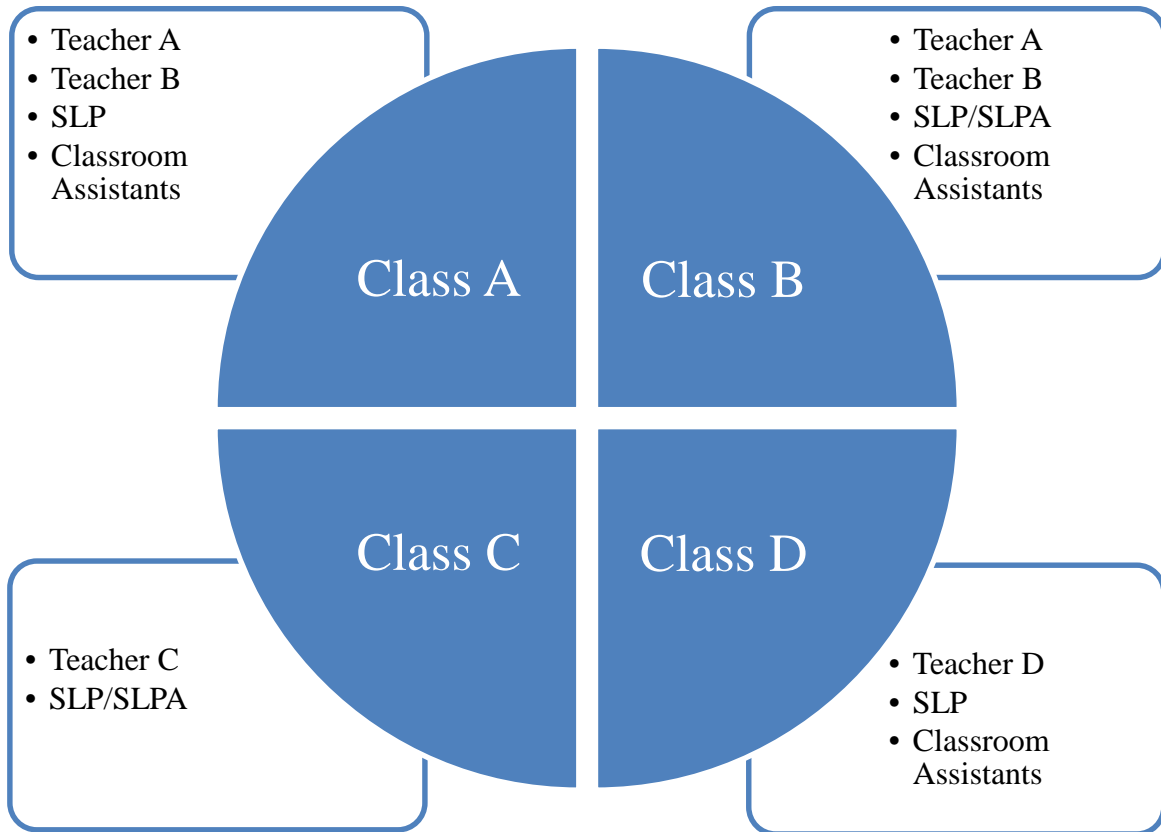 • Teacher A
• Teacher B
• SLP
• Classroom
Assistants
• Teacher A
• Teacher B
• SLP/SLPA
• Classroom
Assistants
Class A
Class B
Class C
Class D
• Teacher C
• SLP/SLPA
• Teacher D
• SLP
• Classroom
Assistants